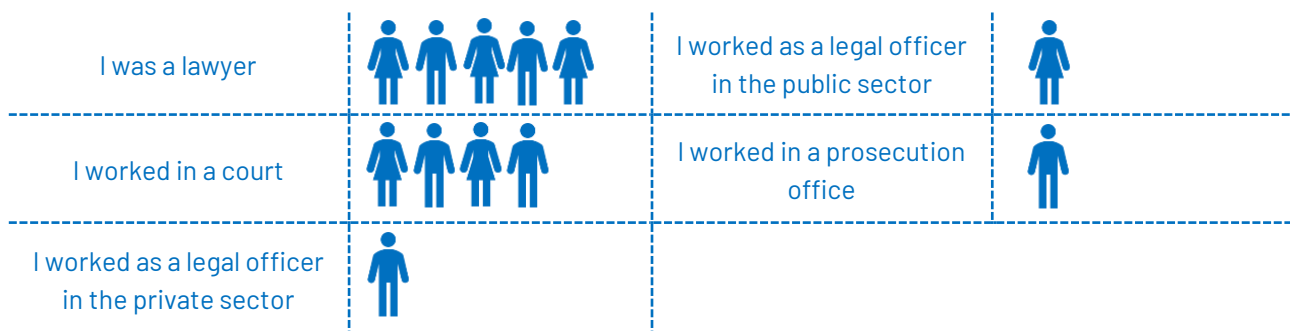 I was a lawyer
I worked as a legal officer
in the public sector
I worked in a court
I worked in a prosecution
office
I worked as a legal officer
in the private sector